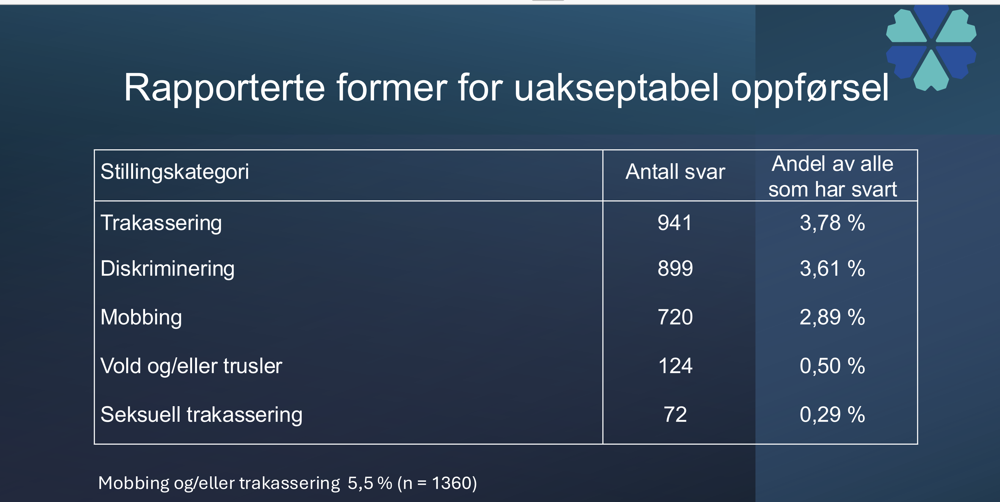 Rapporterte former for uakseptabel oppførsel
Stillingskategori Antall svar Andel av alle
som har svart
Trakassering 941 3,78 %
Diskriminering 899 3,61 %
Mobbing 720 2,89 %
Vold og/eller trusler 124 0,50 %
Seksuell trakassering 72 0,29 %
Mobbing og/eller trakassering 5,5 % (n = 1360)